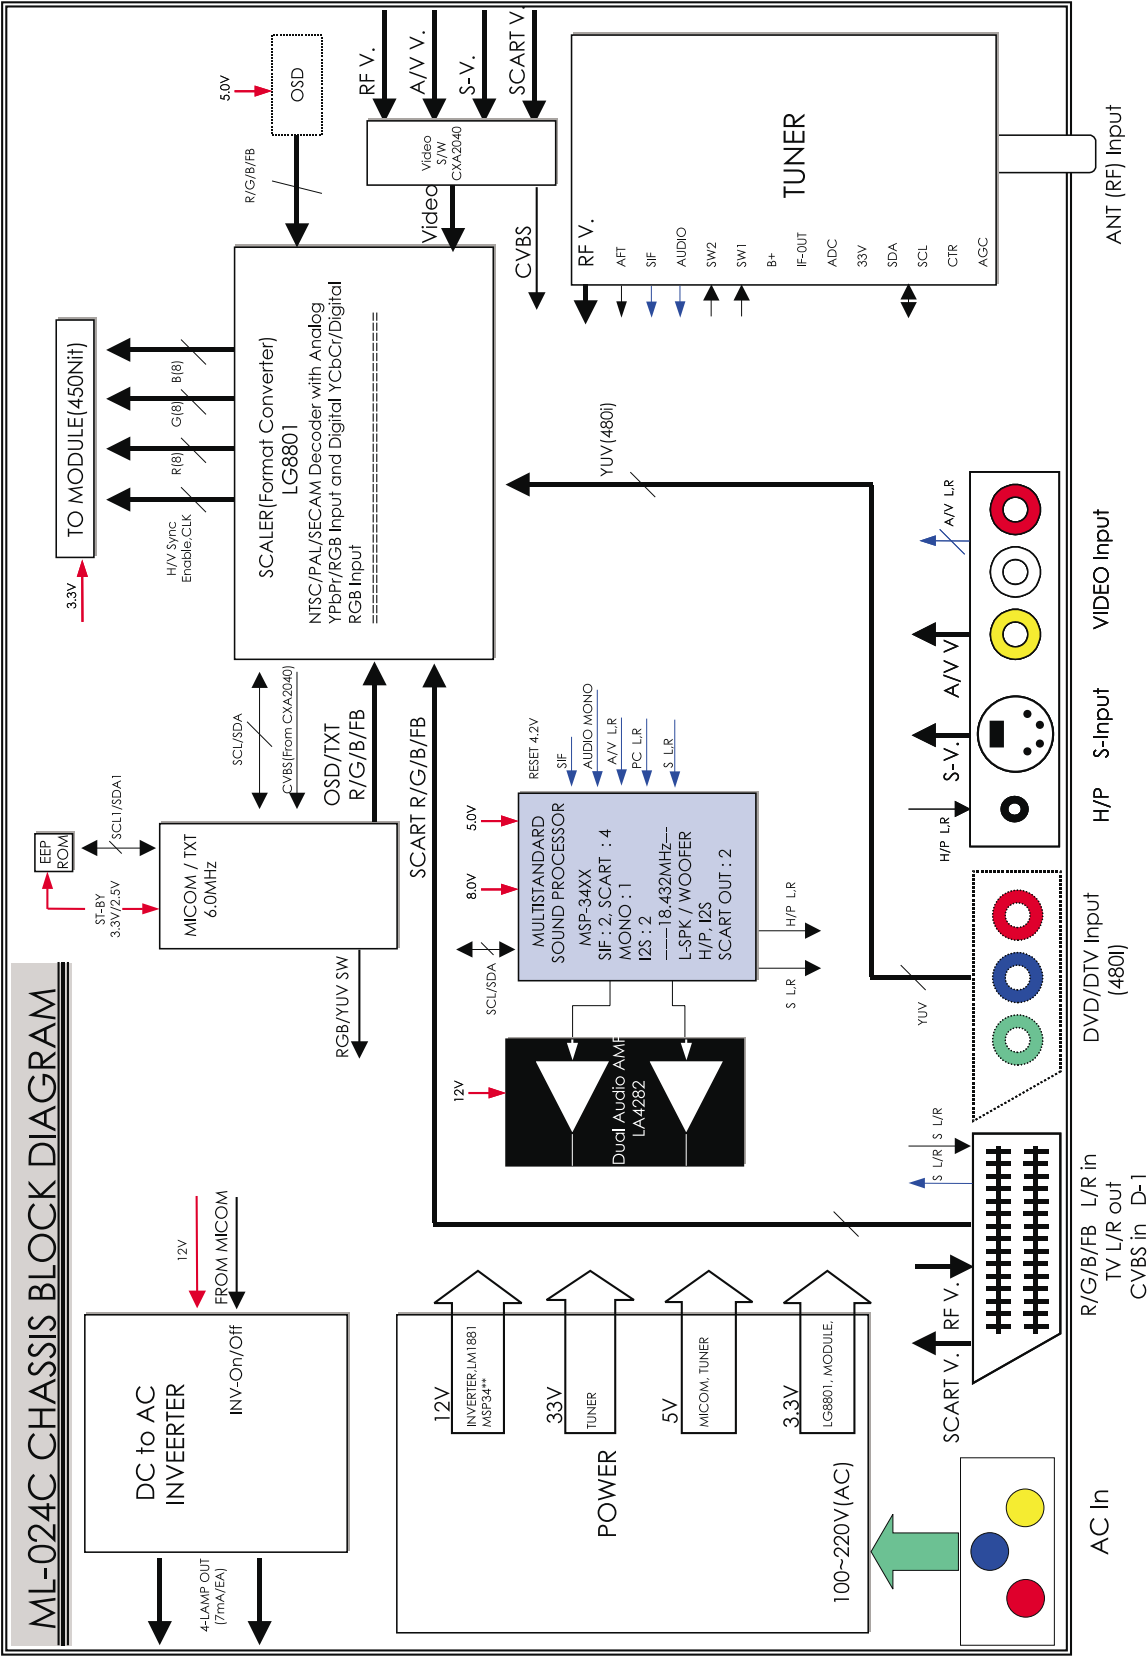 ML-024C CHASSIS BLOCK DIAGRAM
DC to AC
INVEERTER
INV-On/Off
12V
FROM MICOM
4-LAMP OUT
(7mA/EA)
EEP
ROM
SCL1/SDA1
ST-BY
3.3V/2.5V
MICOM / TXT
6.0MHz
RGB/YUV SW
SCL/SDA
CVBS(From CXA2040)
OSD/TXT
R/G/B/FB
SCART R/G/B/FB
3.3V
TO MODULE(450Nit)
H/V Sync
Enable,CLK
R(8)
G(8)
B(8)
SCALER(Format Converter)
LG8801
NTSC/PAL/SECAM Decoder with Analog
YPbPr/RGB Input and Digital YCbCr/Digital
RGB Input
5.0V
OSD
R/G/B/FB
RF V.
A/V V.
S-V.
SCART V.
Video
S/W
CXA2040
Video
CVBS
TUNER
RF V.
AFT
SIF
AUDIO
SW2
SW1
B+
IF-OUT
ADC
33V
SDA
SCL
CTR
AGC
ANT (RF) Input
POWER
100~220V(AC)
12V
INVERTER,LM1881
MSP34**
33V
TUNER
5V
MICOM, TUNER
3.3V
LG8801, MODULE,
12V
Dual Audio AMP
LA4282
SCL/SDA
8.0V
5.0V
RESET 4.2V
SIF
AUDIO MONO
A/V L,R
PC L,R
S L,R
MULTISTANDARD
SOUND PROCESSOR
MSP-34XX
SIF : 2, SCART : 4
MONO : 1
I2S : 2
----18.432MHz---
L-SPK / WOOFER
H/P, I2S
SCART OUT : 2
S L,R
H/P L,R
YUV(480i)
YUV
AC In
SCART V.
RF V.
S L/R
S L/R
R/G/B/FB L/R in
TV L/R out
CVBS in D-1
DVD/DTV Input
(480I)
H/P L,R
S-V.
A/V V
A/V L,R
H/P
S-Input
VIDEO Input